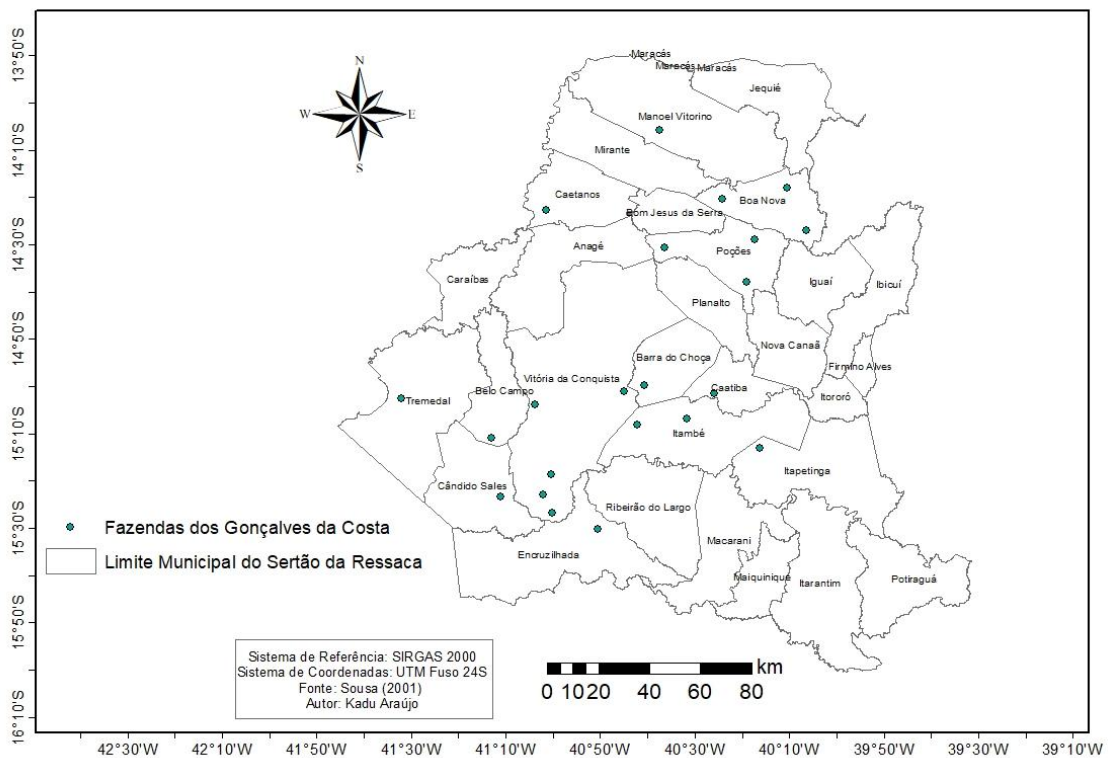 Maracás
Maracás
Maracás
Jequié
N
W
E
S
Manoel Vitorino
Mirante
Caetanos
Boa Nova
Bom Jesus da Serra
Anagé
Poções
Caraíbas
Iguaí
Ibicuí
Planalto
Nova Canaã
Barra do Choça
Firmino Alves
Vitória da Conquista
Caatiba
Belo Campo
Itororó
Tremedal
Itambé
Itapetinga
Cândido Sales
Ribeirão do Largo
Macarani
Encruzilhada
Maiquinique
Itarantim
Potiraguá
Fazendas dos Gonçalves da Costa
Limite Municipal do Sertão da Ressaca
Sistema de Referência: SIRGAS 2000
Sistema de Coordenadas: UTM Fuso 24S
Fonte: Sousa (2001)
Autor: Kadu Araújo
km
0 10 20 40 60 80
13°50'S
14°10'S
14°30'S
14°50'S
15°10'S
15°30'S
15°50'S
16°10'S
42°30'W 42°10'W 41°50'W 41°30'W 41°10'W 40°50'W 40°30'W 40°10'W 39°50'W 39°30'W 39°10'W